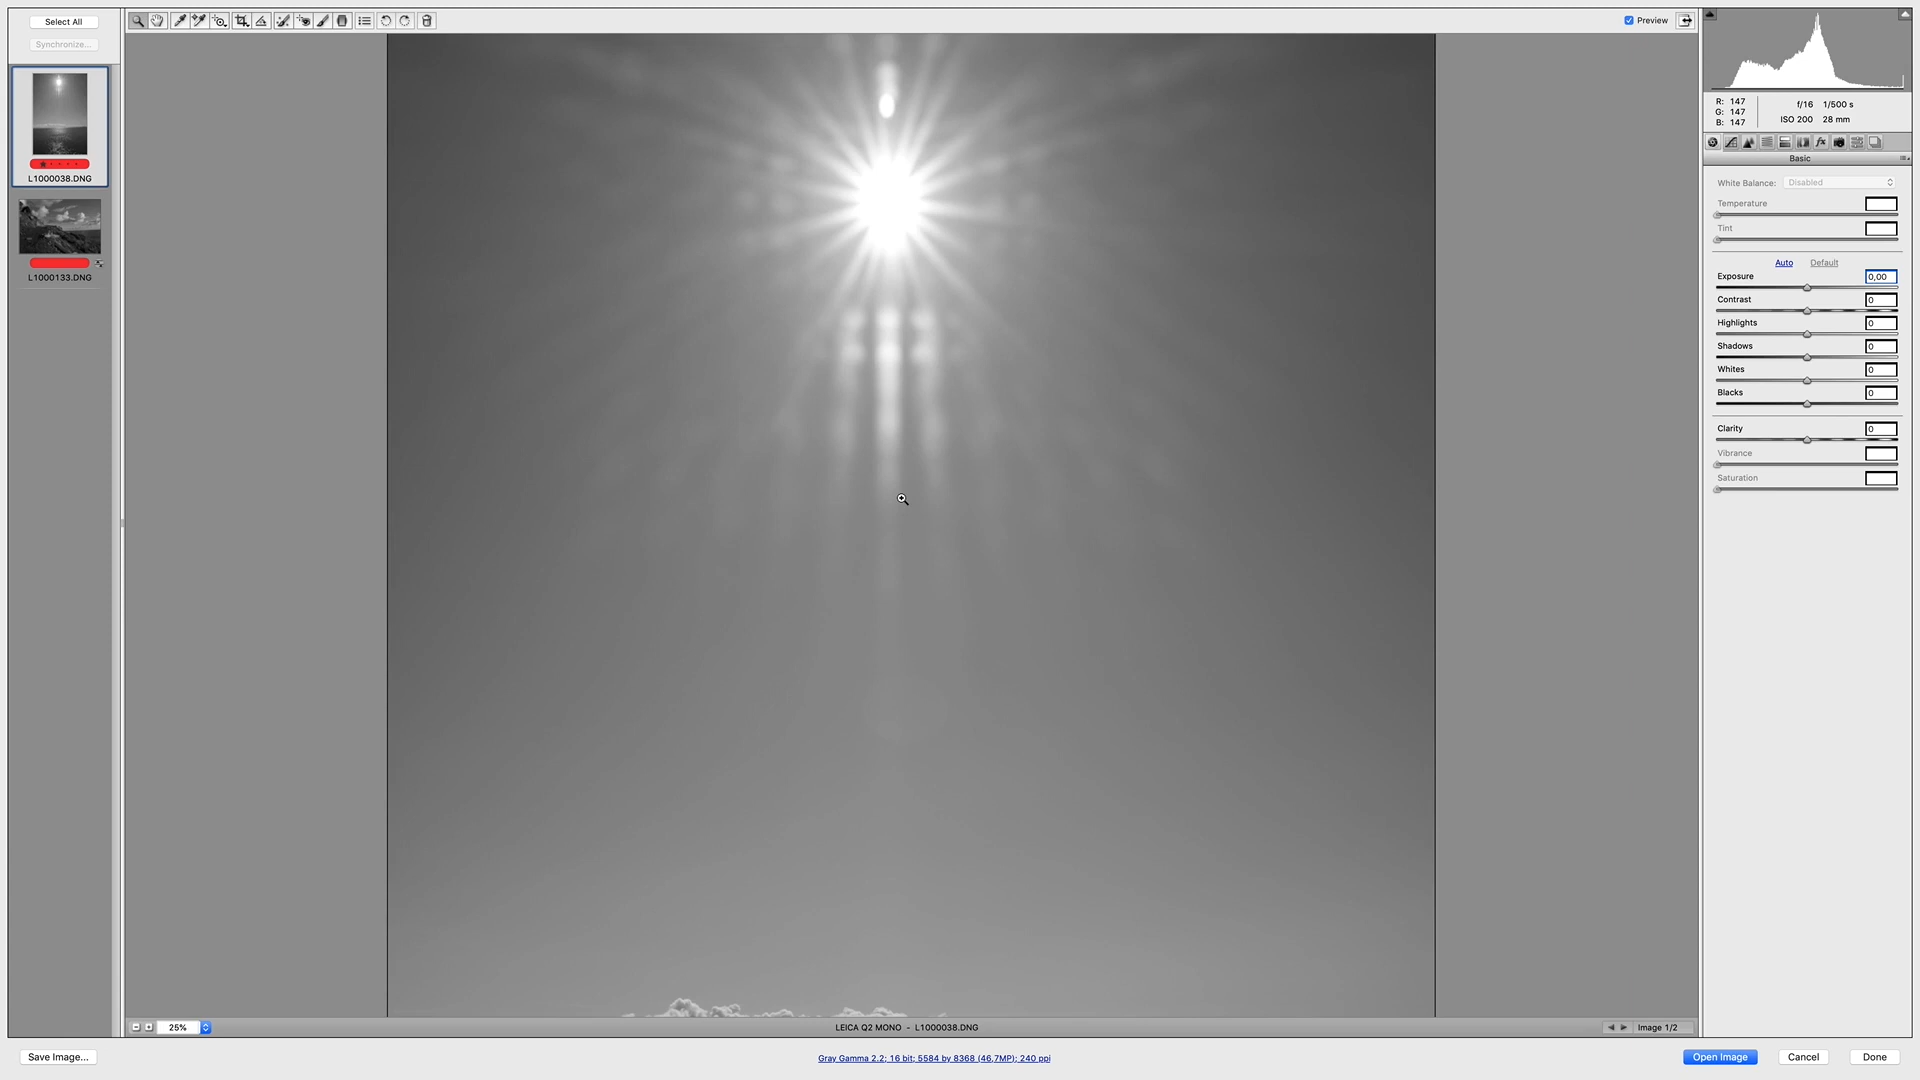 Select All
Synchronize...
L1000038.DNG
L1000133.DNG
Preview
R: 147
G: 147
B: 147
f/16 1/500 s
ISO 200 28 mm
Basic
White Balance: Disabled
Temperature
Tint
Auto Default
Exposure 0,00
Contrast 0
Highlights 0
Shadows 0
Whites 0
Blacks 0
Clarity 0
Vibrance
Saturation
25%
LEICA Q2 MONO - L1000038.DNG
Image 1/2
Save Image...
Gray Gamma 2.2; 16 bit; 5584 by 8368 (46,7MP); 240 ppi
Open Image
Cancel
Done